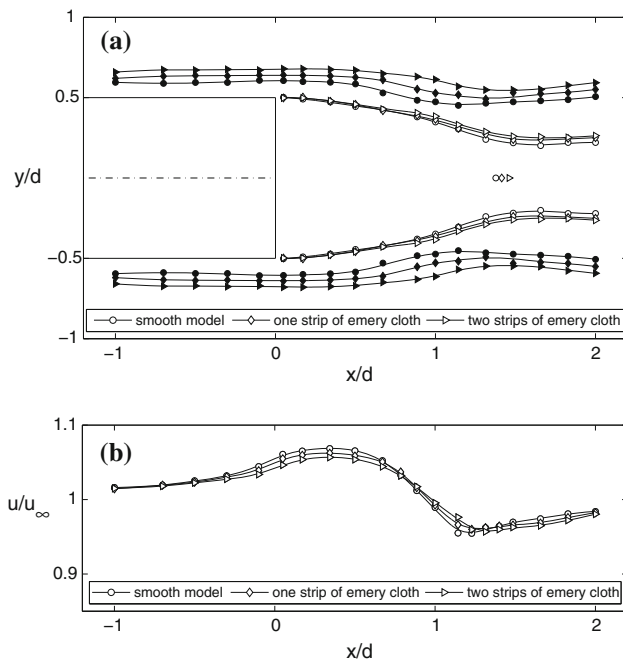 (a)
1
0.5
y/d
−0.5
−1
smooth model one strip of emery cloth two strips of emery cloth
−1 0 1 2
x/d
(b)
1.1
u/u∞
1
0.9
smooth model one strip of emery cloth two strips of emery cloth
−1 0 1 2
x/d